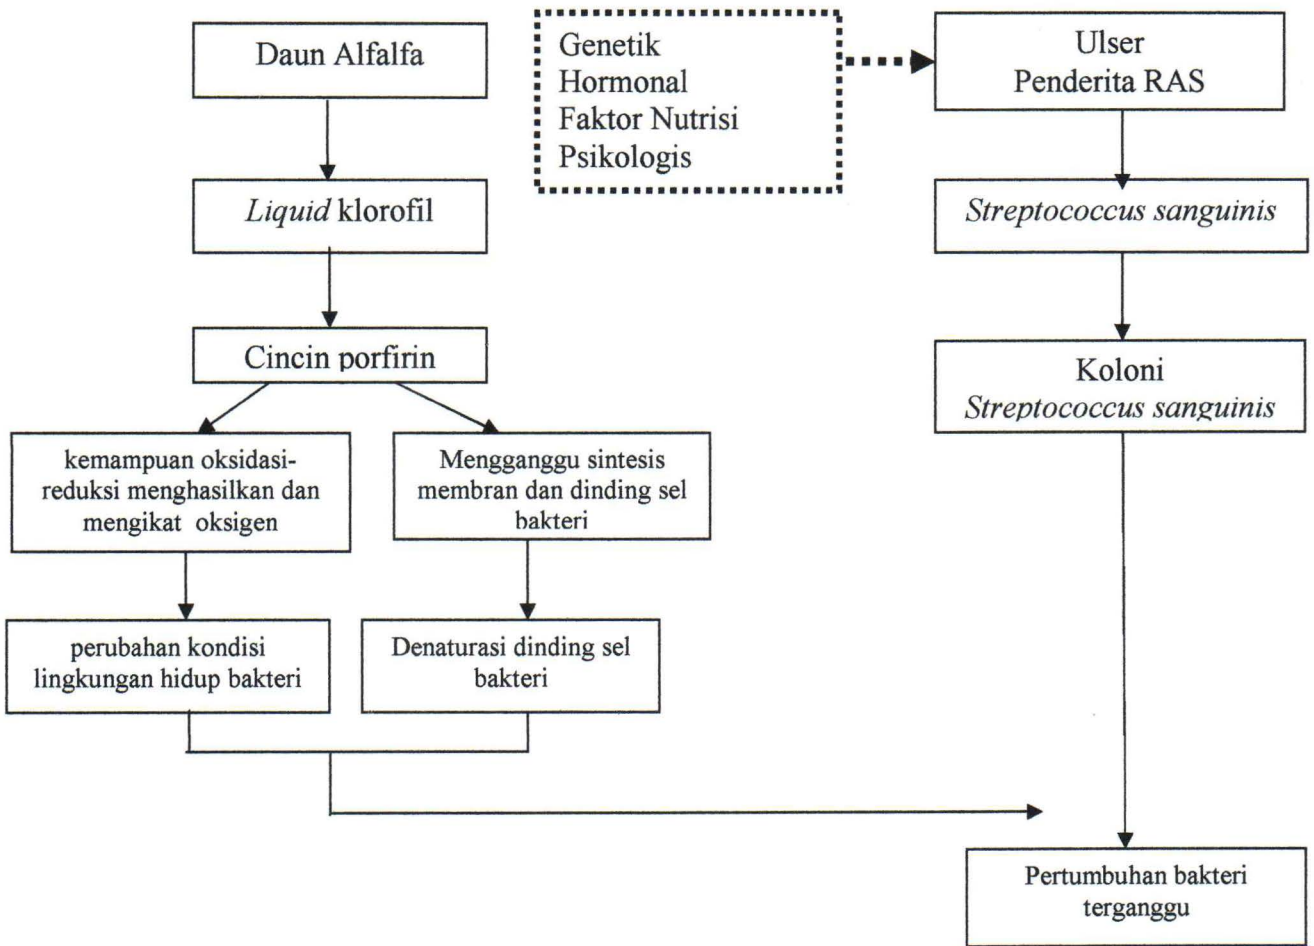 Daun Alfalfa
Genetik
Hormonal
Faktor Nutrisi
Psikologis
Ulser
Penderita RAS
Liquid klorofil
Streptococcus sanguinis
Cincin porfirin
Koloni
Streptococcus sanguinis
kemampuan oksidasi-
reduksi menghasilkan dan
mengikat oksigen
Mengganggu sintesis
membran dan dinding sel
bakteri
perubahan kondisi
lingkungan hidup bakteri
Denaturasi dinding sel
bakteri
Pertumbuhan bakteri
terganggu